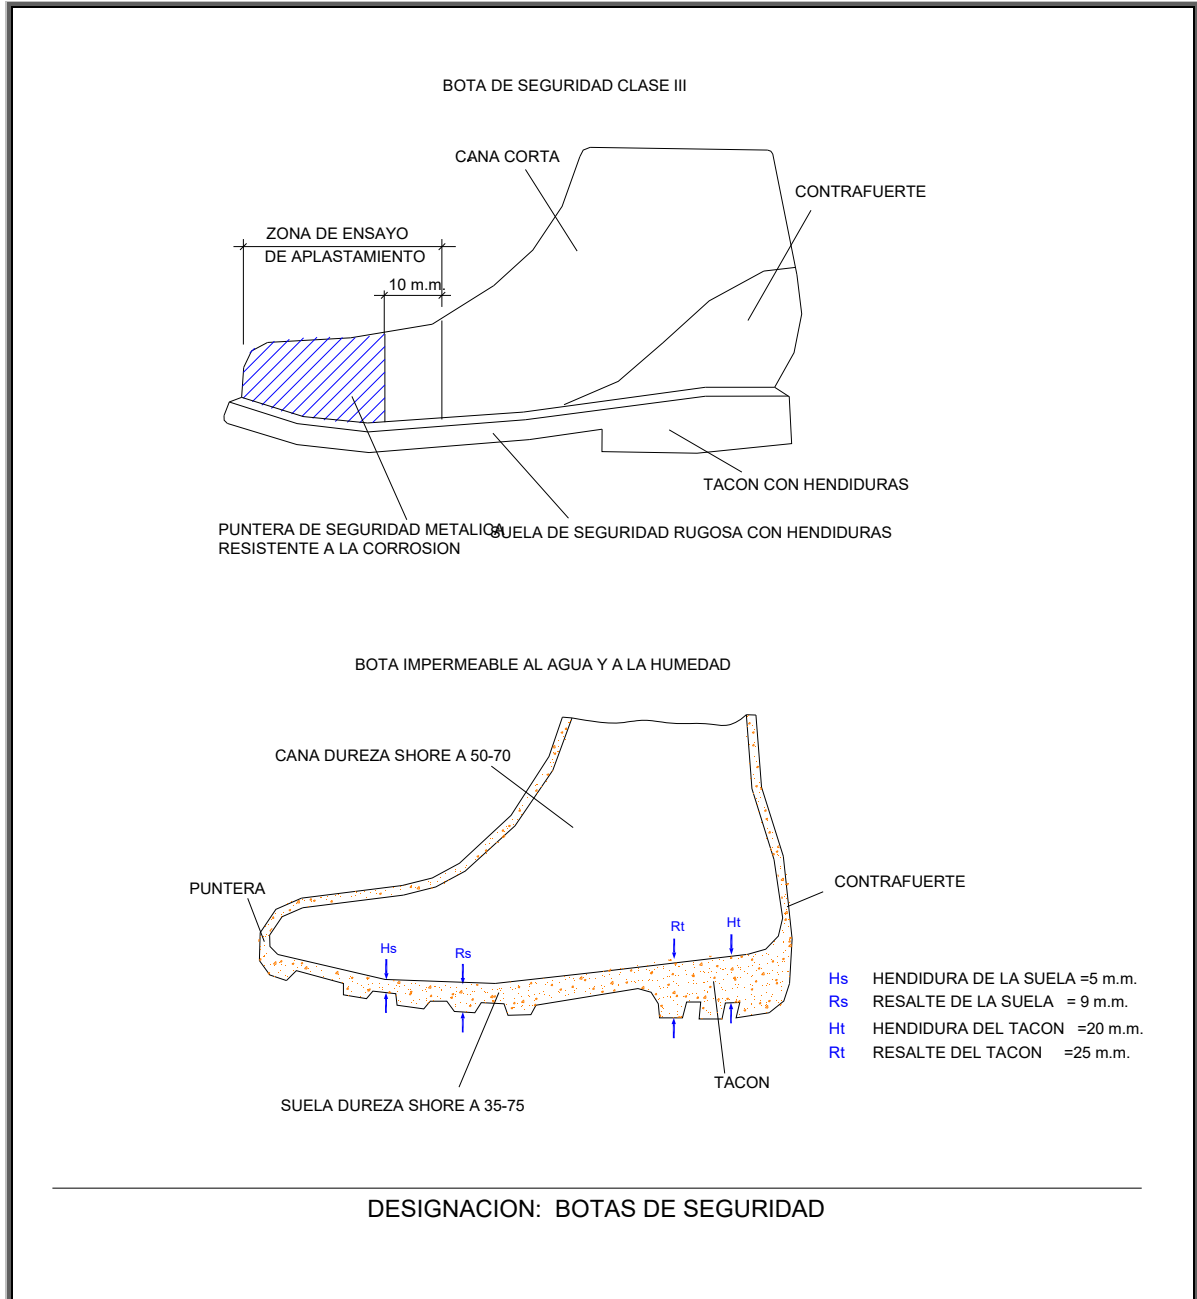 BOTA DE SEGURIDAD CLASE III
CANA CORTA
CONTRAFUERTE
ZONA DE ENSAYO
DE APLASTAMIENTO
10 m.m.
TACON CON HENDIDURAS
PUNTERA DE SEGURIDAD METALICA
RESISTENTE A LA CORROSION
SUELA DE SEGURIDAD RUGOSA CON HENDIDURAS
BOTA IMPERMEABLE AL AGUA Y A LA HUMEDAD
CANA DUREZA SHORE A 50-70
PUNTERA
CONTRAFUERTE
Hs
Rs
Rt
Ht
Hs HENDIDURA DE LA SUELA =5 m.m.
Rs RESALTE DE LA SUELA = 9 m.m.
Ht HENDIDURA DEL TACON =20 m.m.
Rt RESALTE DEL TACON =25 m.m.
TACON
SUELA DUREZA SHORE A 35-75
DESIGNACION: BOTAS DE SEGURIDAD